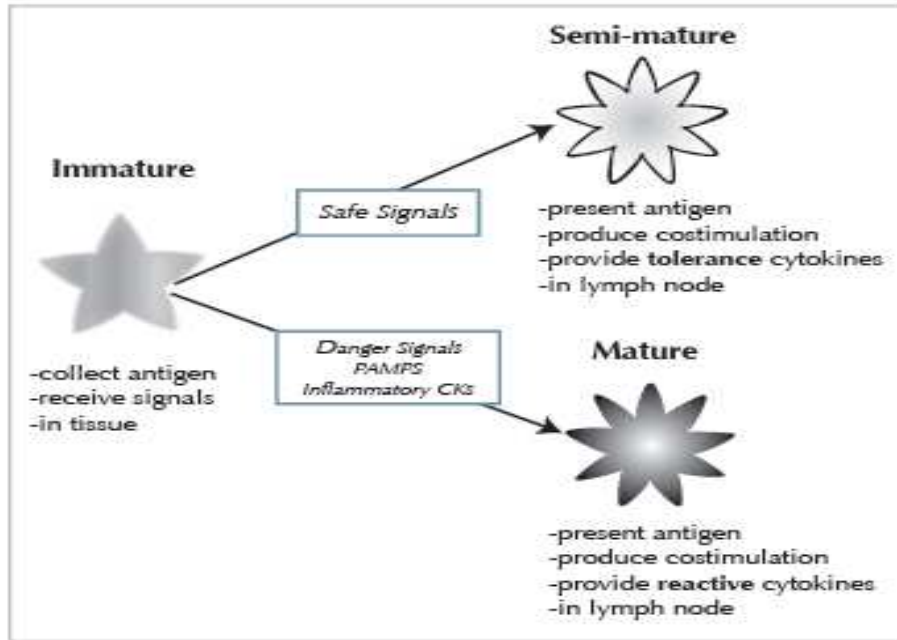 Semi-mature
Immature
Safe Signals
-present antigen
-produce costimulation
-provide tolerance cytokines
-in lymph node
-collect antigen
-receive signals
-in tissue
Danger Signals
PAMPS
Inflammatory CKs
Mature
-present antigen
-produce costimulation
-provide reactive cytokines
-in lymph node